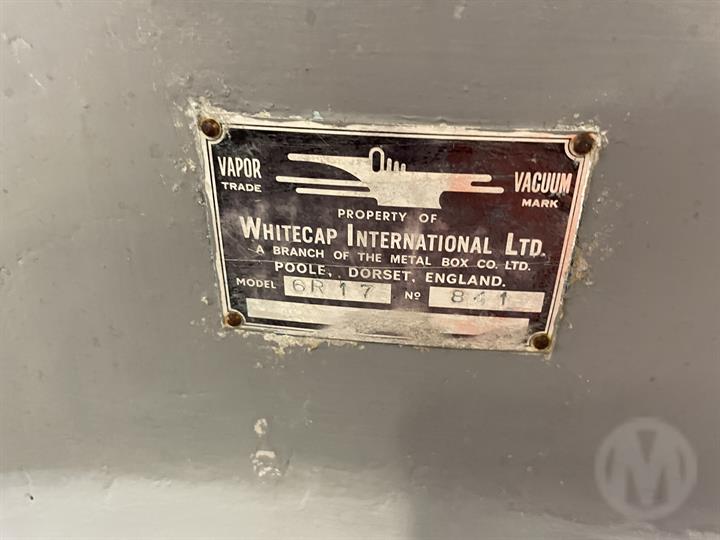 VAPOR VACUUM
TRADE MARK
PROPERTY OF
WHITECAP INTERNATIONAL LTD.
A BRANCH OF THE METAL BOX CO. LTD.
POOLE, DORSET, ENGLAND.
MODEL 6R17 Nº 841
M